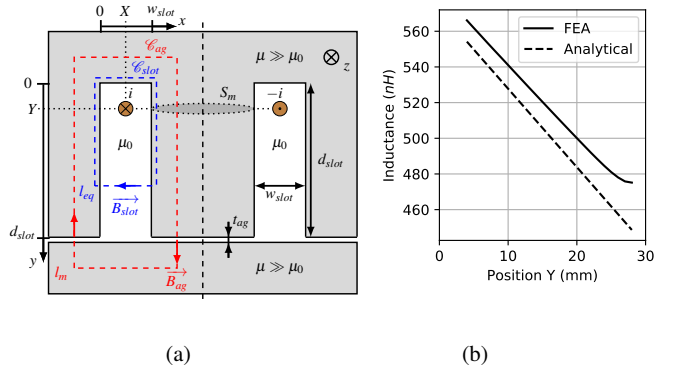 0 X w_slot x
𝒞_ag
μ ≫ μ0
z
𝒞_slot
0
i
S_m
−i
Y
μ0
μ0
d_slot
l_eq
B_slot
w_slot
t_ag
d_slot
y
l_m
B_ag
μ ≫ μ0
(a)
FEA
Analytical
Inductance (nH)
560
540
520
500
480
460
0 10 20 30
Position Y (mm)
(b)